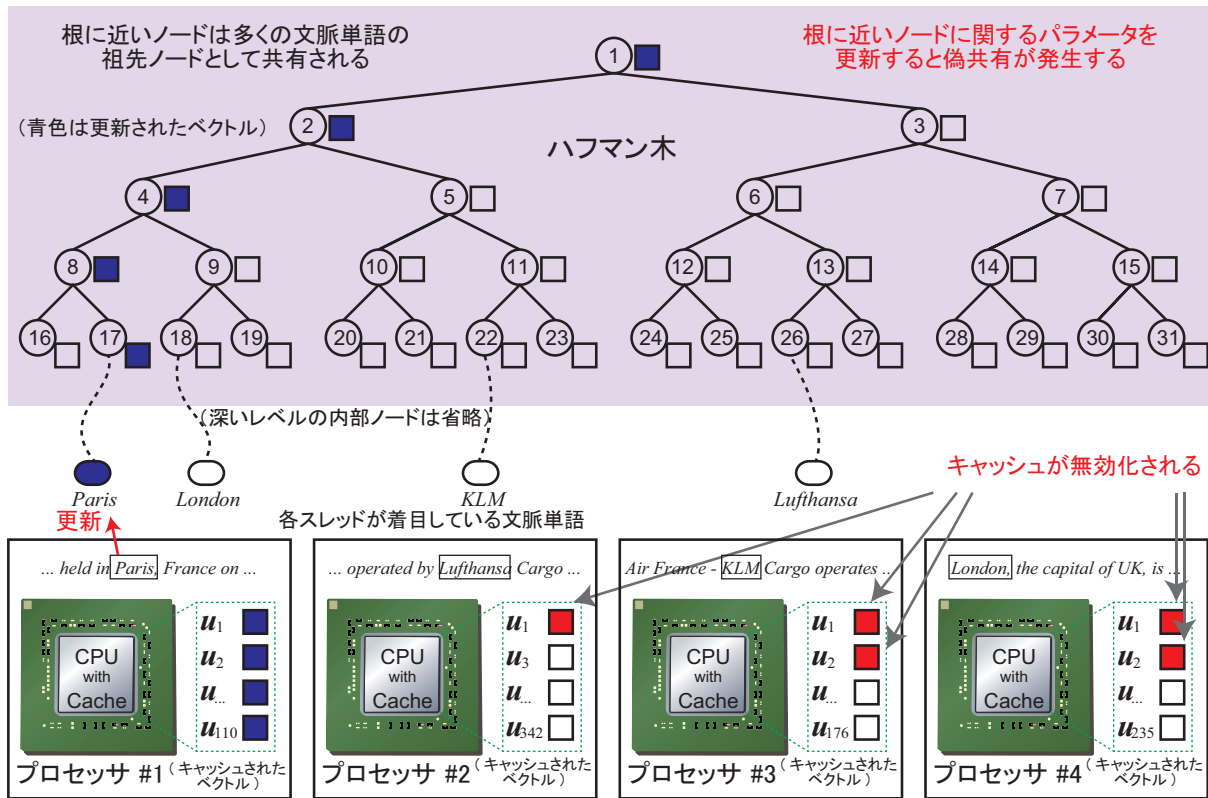 根に近いノードは多くの文脈単語の
祖先ノードとして共有される
根に近いノードに関するパラメータを
更新すると偽共有が発生する
1
(青色は更新されたベクトル)
2
3
ハフマン木
4
5
6
7
8
9
10
11
12
13
14
15
16
17
18
19
20
21
22
23
24
25
26
27
28
29
30
31
(深いレベルの内部ノードは省略)
キャッシュが無効化される
Paris
London
KLM
Lufthansa
更新
各スレッドが着目している文脈単語
... held in Paris, France on ...
CPU
with
Cache
u1
u2
u...
u110
プロセッサ #1
(キャッシュされた
ベクトル)
... operated by Lufthansa Cargo ...
CPU
with
Cache
u1
u3
u...
u342
プロセッサ #2
(キャッシュされた
ベクトル)
Air France - KLM Cargo operates ...
CPU
with
Cache
u1
u2
u...
u176
プロセッサ #3
(キャッシュされた
ベクトル)
London, the capital of UK, is ...
CPU
with
Cache
u1
u2
u...
u235
プロセッサ #4
(キャッシュされた
ベクトル)